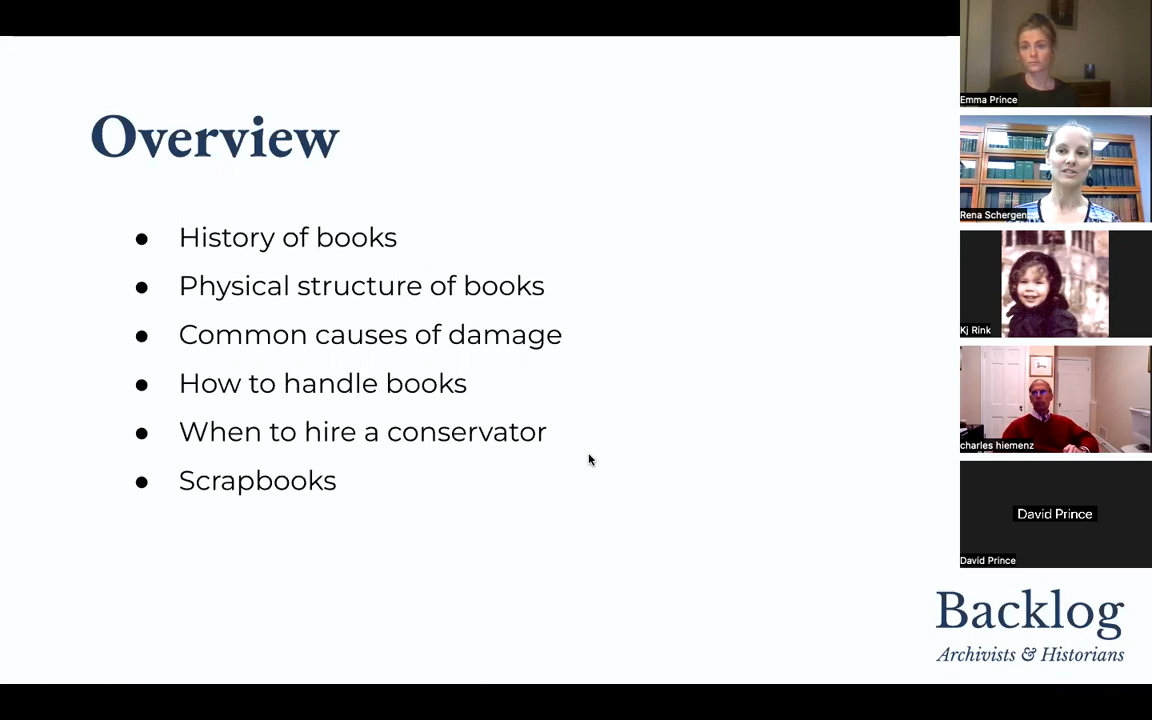 Overview
● History of books
● Physical structure of books
● Common causes of damage
● How to handle books
● When to hire a conservator
● Scrapbooks
Emma Prince
Rena Schergen
Kj Rink
charles hiemenz
David Prince
David Prince
Backlog
Archivists & Historians